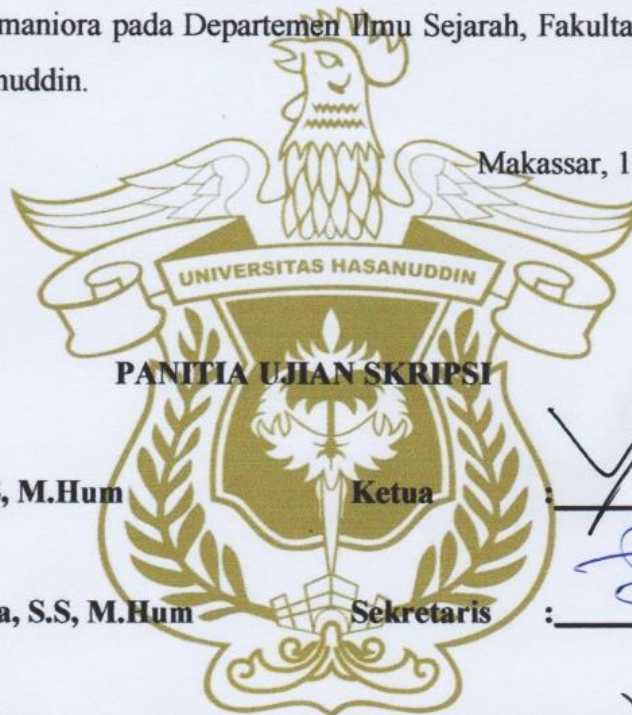 maniora pada Departemen Ilmu Sejarah, Fakulta
nuddin.
Makassar, 1
UNIVERSITAS HASANUDDIN
PANITIA UJIAN SKRIPSI
, M.Hum Ketua :
a, S.S, M.Hum Sekretaris :